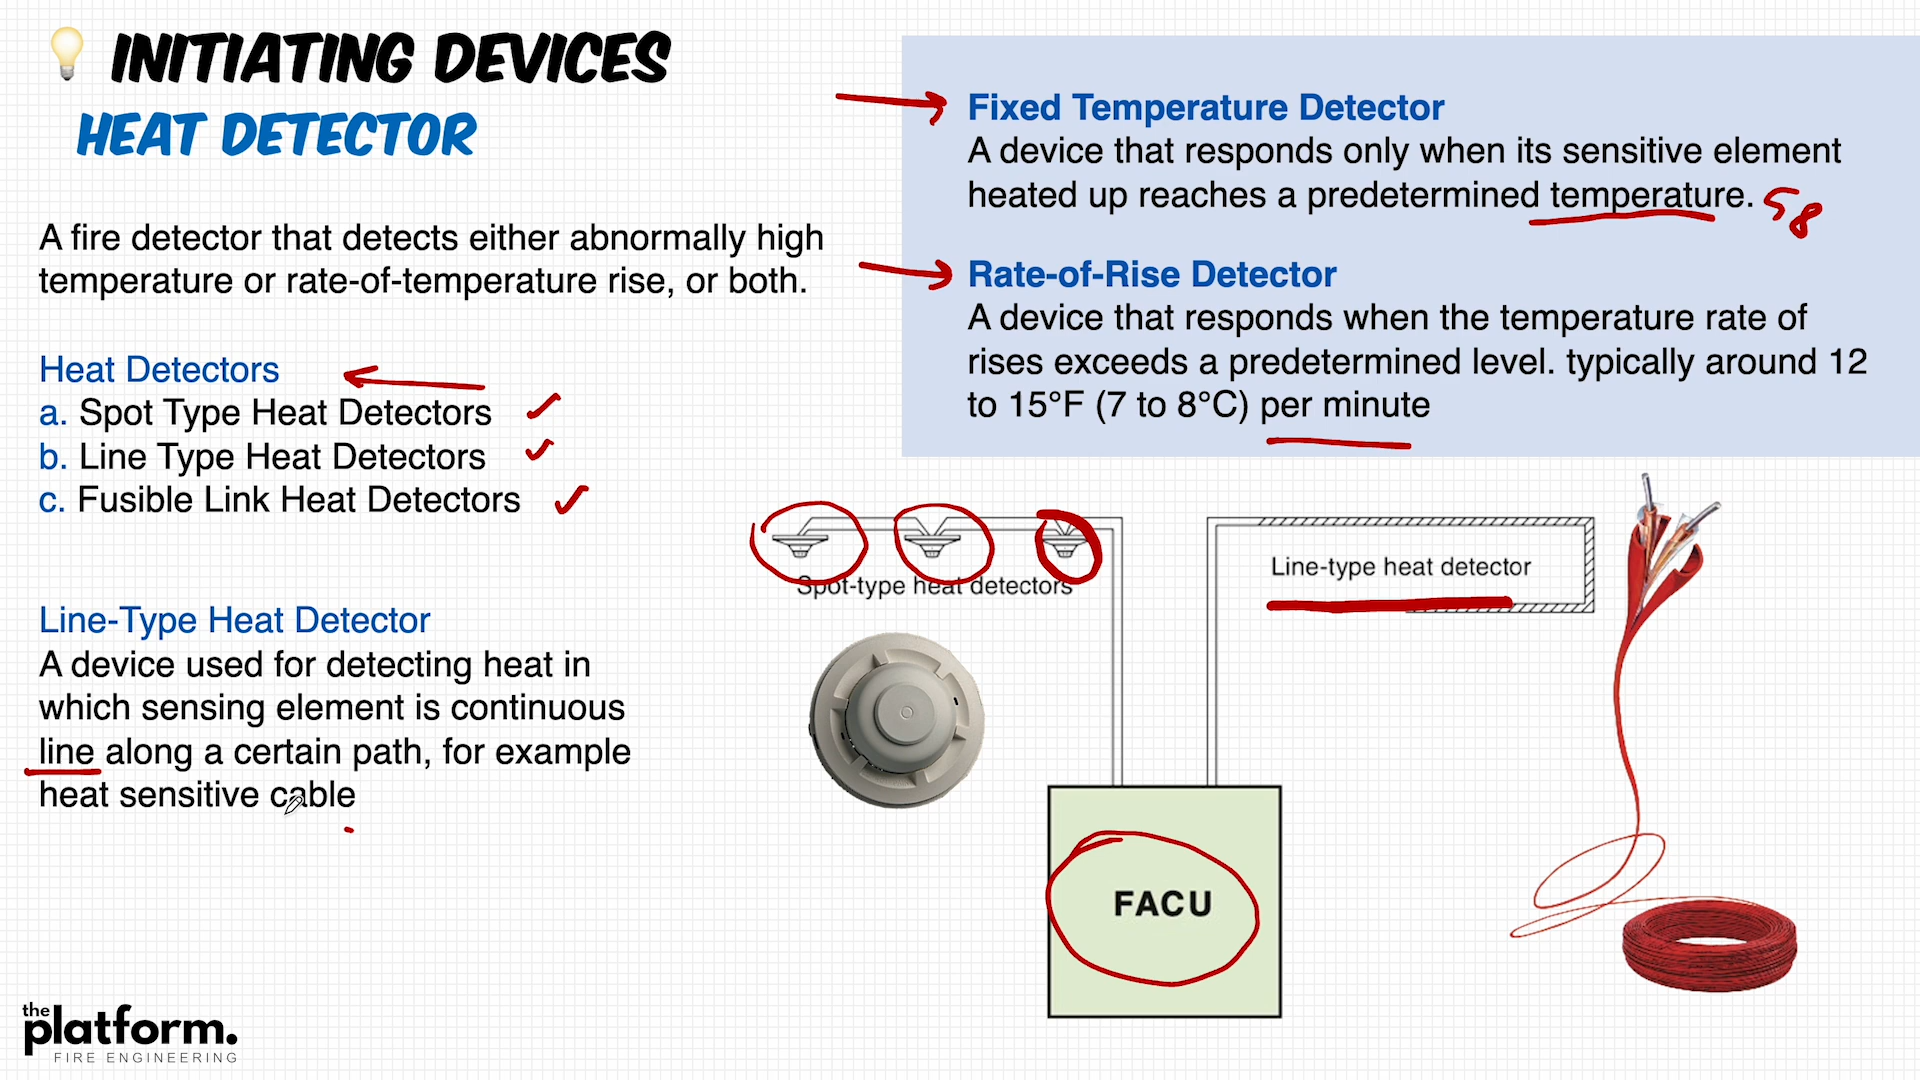 INITIATING DEVICES
HEAT DETECTOR
A fire detector that detects either abnormally high
temperature or rate-of-temperature rise, or both.
Heat Detectors
a. Spot Type Heat Detectors
b. Line Type Heat Detectors
c. Fusible Link Heat Detectors
Line-Type Heat Detector
A device used for detecting heat in
which sensing element is continuous
line along a certain path, for example
heat sensitive cable
Fixed Temperature Detector
A device that responds only when its sensitive element
heated up reaches a predetermined temperature. 58
Rate-of-Rise Detector
A device that responds when the temperature rate of
rises exceeds a predetermined level. typically around 12
to 15°F (7 to 8°C) per minute
Spot-type heat detectors
Line-type heat detector
FACU
the
platform.
FIRE ENGINEERING